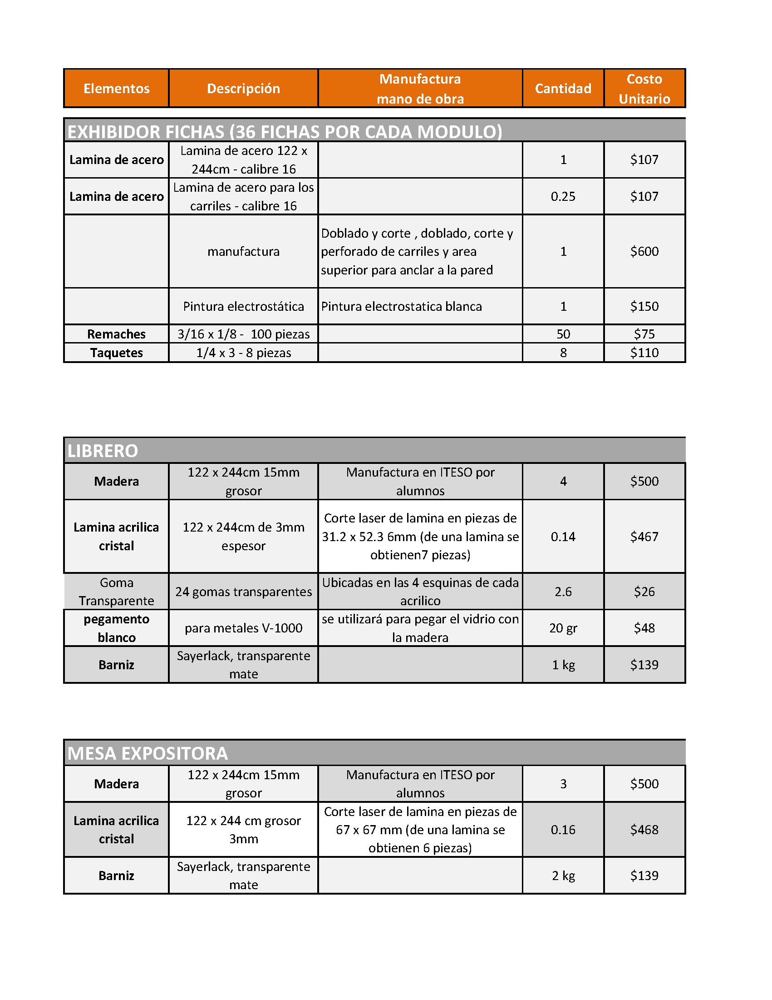 Elementos
Descripción
Manufactura
mano de obra
Cantidad
Costo
Unitario
EXHIBIDOR FICHAS (36 FICHAS POR CADA MODULO)
Lamina de acero
Lamina de acero 122 x
244cm - calibre 16
1
$107
Lamina de acero
Lamina de acero para los
carriles - calibre 16
0.25
$107
manufactura
Doblado y corte , doblado, corte y
perforado de carriles y area
superior para anclar a la pared
1
$600
Pintura electrostática
Pintura electrostatica blanca
1
$150
Remaches
3/16 x 1/8 -  100 piezas
50
$75
Taquetes
1/4 x 3 - 8 piezas
8
$110
LIBRERO
Madera
122 x 244cm 15mm
grosor
Manufactura en ITESO por
alumnos
4
$500
Lamina acrilica
cristal
122 x 244cm de 3mm
espesor
Corte laser de lamina en piezas de
31.2 x 52.3 6mm (de una lamina se
obtienen7 piezas)
0.14
$467
Goma
Transparente
24 gomas transparentes
Ubicadas en las 4 esquinas de cada
acrilico
2.6
$26
pegamento
blanco
para metales V-1000
se utilizará para pegar el vidrio con
la madera
20 gr
$48
Barniz
Sayerlack, transparente
mate
1 kg
$139
MESA EXPOSITORA
Madera
122 x 244cm 15mm
grosor
Manufactura en ITESO por
alumnos
3
$500
Lamina acrilica
cristal
122 x 244 cm grosor
3mm
Corte laser de lamina en piezas de
67 x 67 mm (de una lamina se
obtienen 6 piezas)
0.16
$468
Barniz
Sayerlack, transparente
mate
2 kg
$139